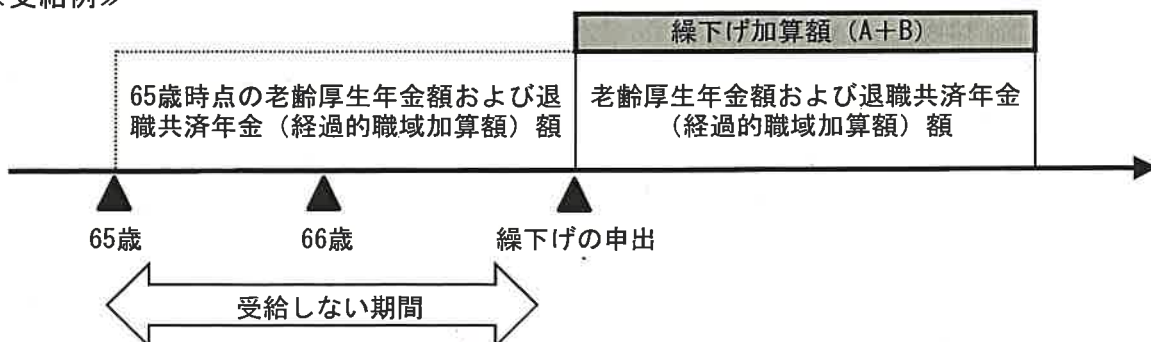 受給例≫
繰下げ加算額（A＋B）
65歳時点の老齢厚生年金額および退
職共済年金（経過的職域加算額）額
老齢厚生年金額および退職共済年金
（経過的職域加算額）額
65歳
66歳
繰下げの申出
受給しない期間